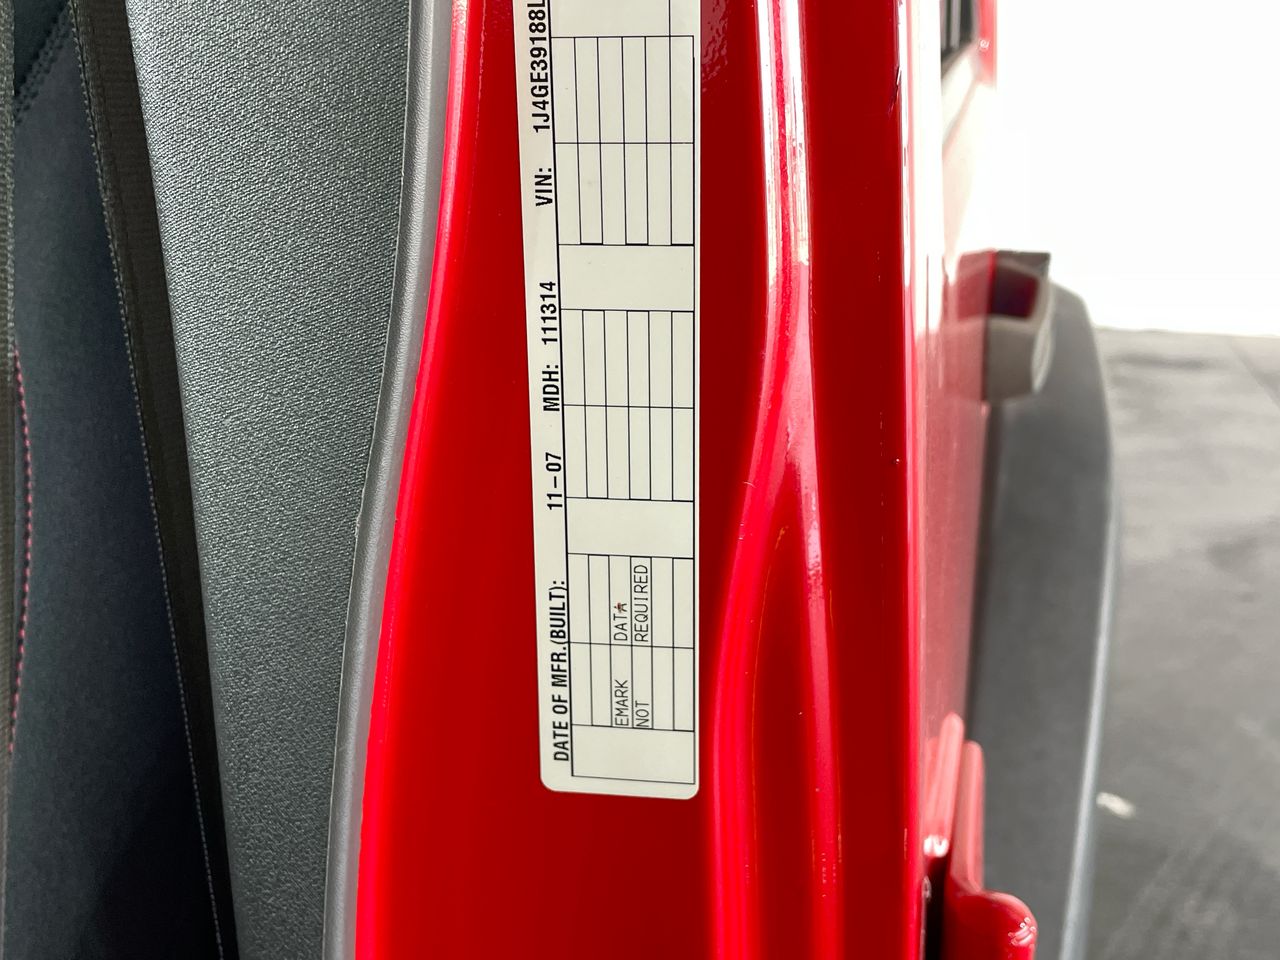 DATE OF MFR.(BUILT): 11-07 MDH: 111314 VIN: 1J4GE39188L
EMARK DATA
NOT REQUIRED